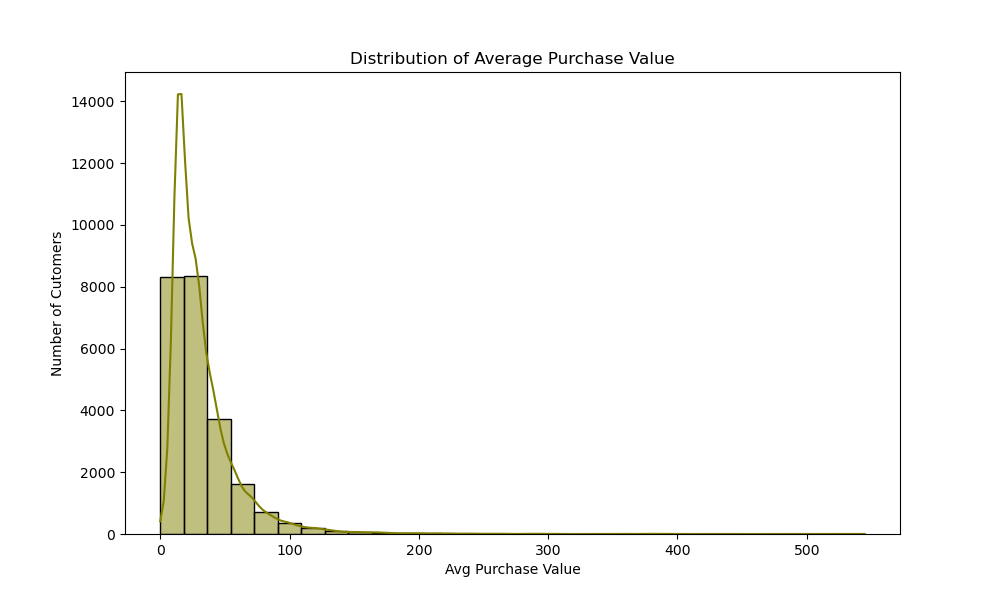 Distribution of Average Purchase Value
14000
12000
10000
8000
6000
4000
2000
0
Number of Cutomers
0 100 200 300 400 500
Avg Purchase Value